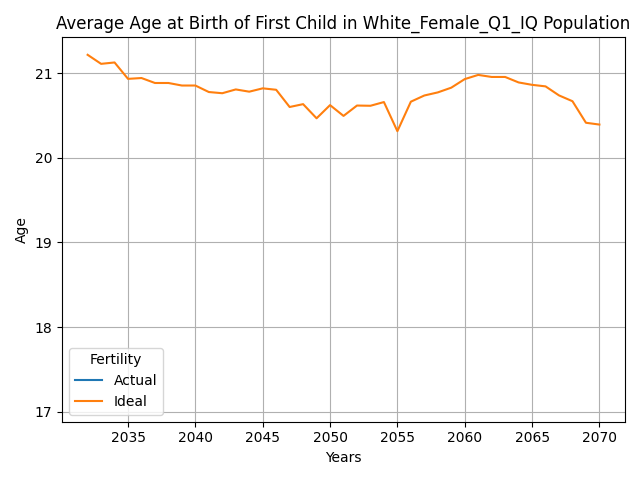 Average Age at Birth of First Child in White_Female_Q1_IQ Population
21
20
19
18
17
Age
Fertility
Actual
Ideal
2035 2040 2045 2050 2055 2060 2065 2070
Years